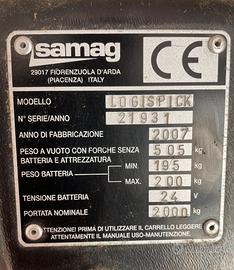 samag
CE
29017 FIORENZUOLA D'ARDA
(PIACENZA) ITALY
MODELLO LOGISPICK
N° SERIE/ANNO 21931
ANNO DI FABBRICAZIONE 2007
PESO A VUOTO CON FORCHE SENZA BATTERIA E ATTREZZATURA 505 kg
PESO BATTERIA MIN. 195 kg
MAX. 200 kg
TENSIONE BATTERIA 24 V
PORTATA NOMINALE 2000 kg
ATTENZIONE! PRIMA DI UTILIZZARE IL CARRELLO LEGGERE
ATTENTAMENTE IL MANUALE USO-MANUTENZIONE.